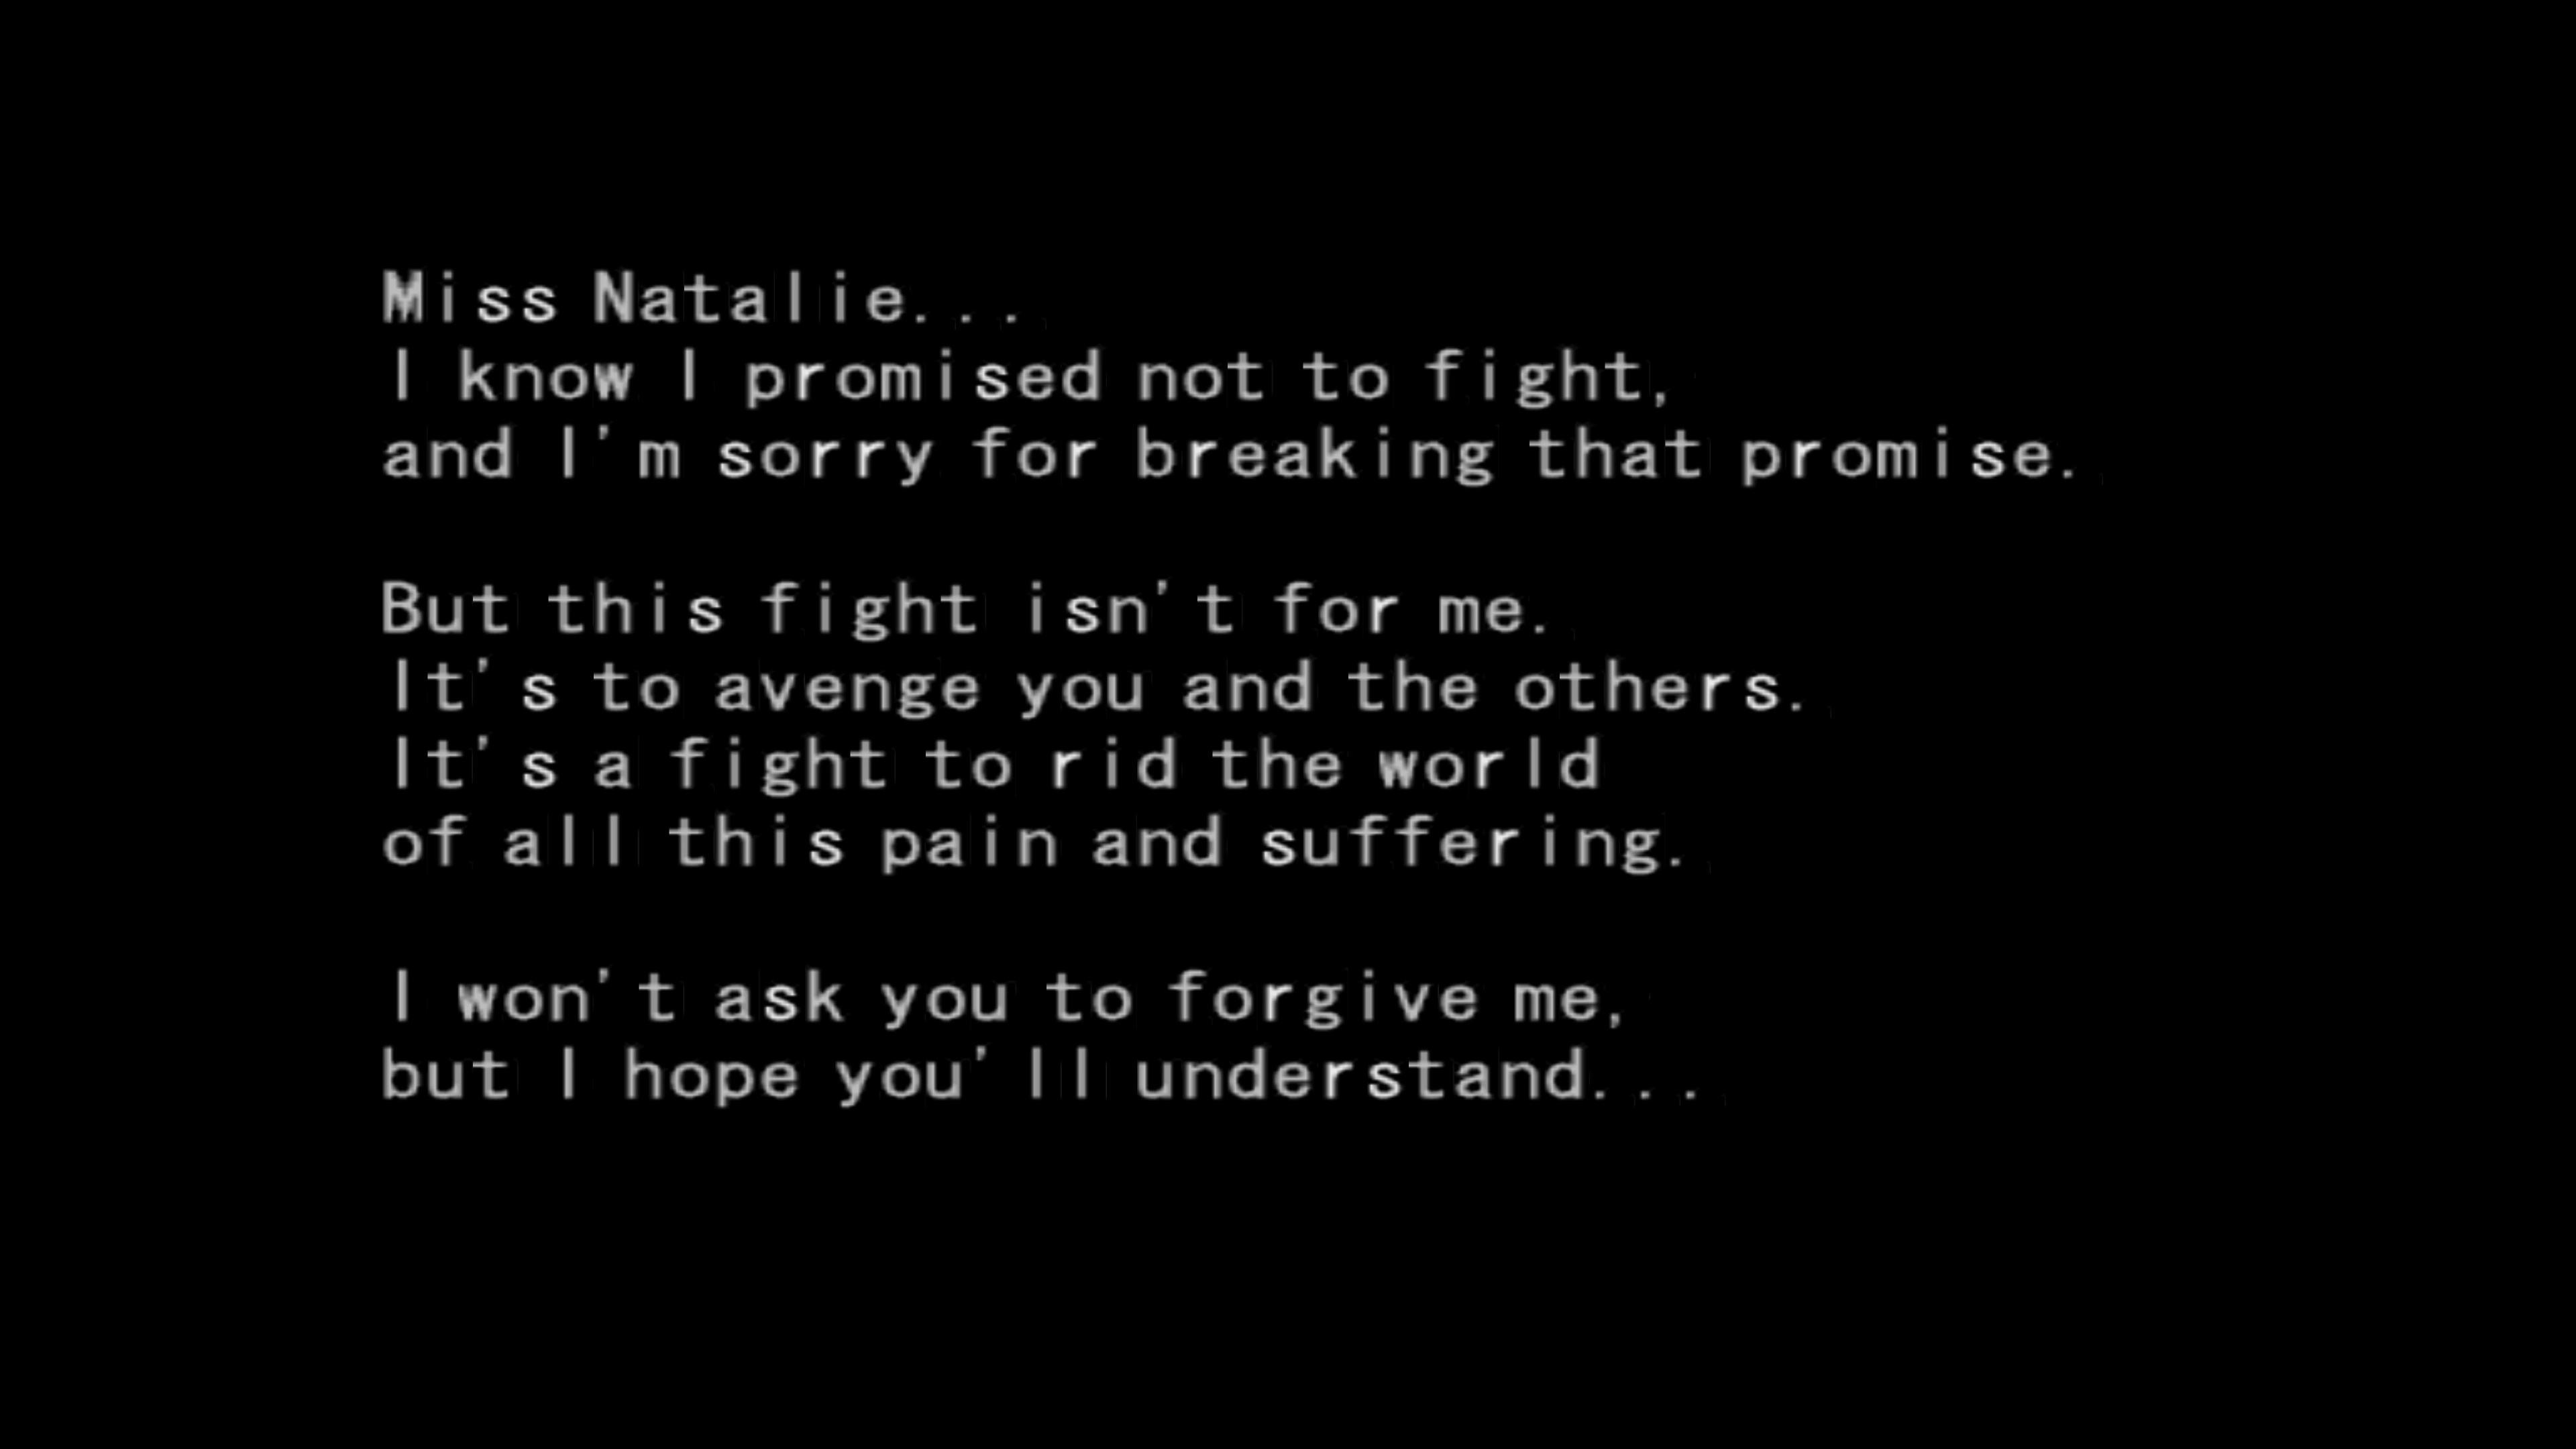 Miss Natalie...
I know I promised not to fight,
and I'm sorry for breaking that promise.
But this fight isn't for me.
It's to avenge you and the others.
It's a fight to rid the world
of all this pain and suffering.
I won't ask you to forgive me,
but I hope you'll understand...